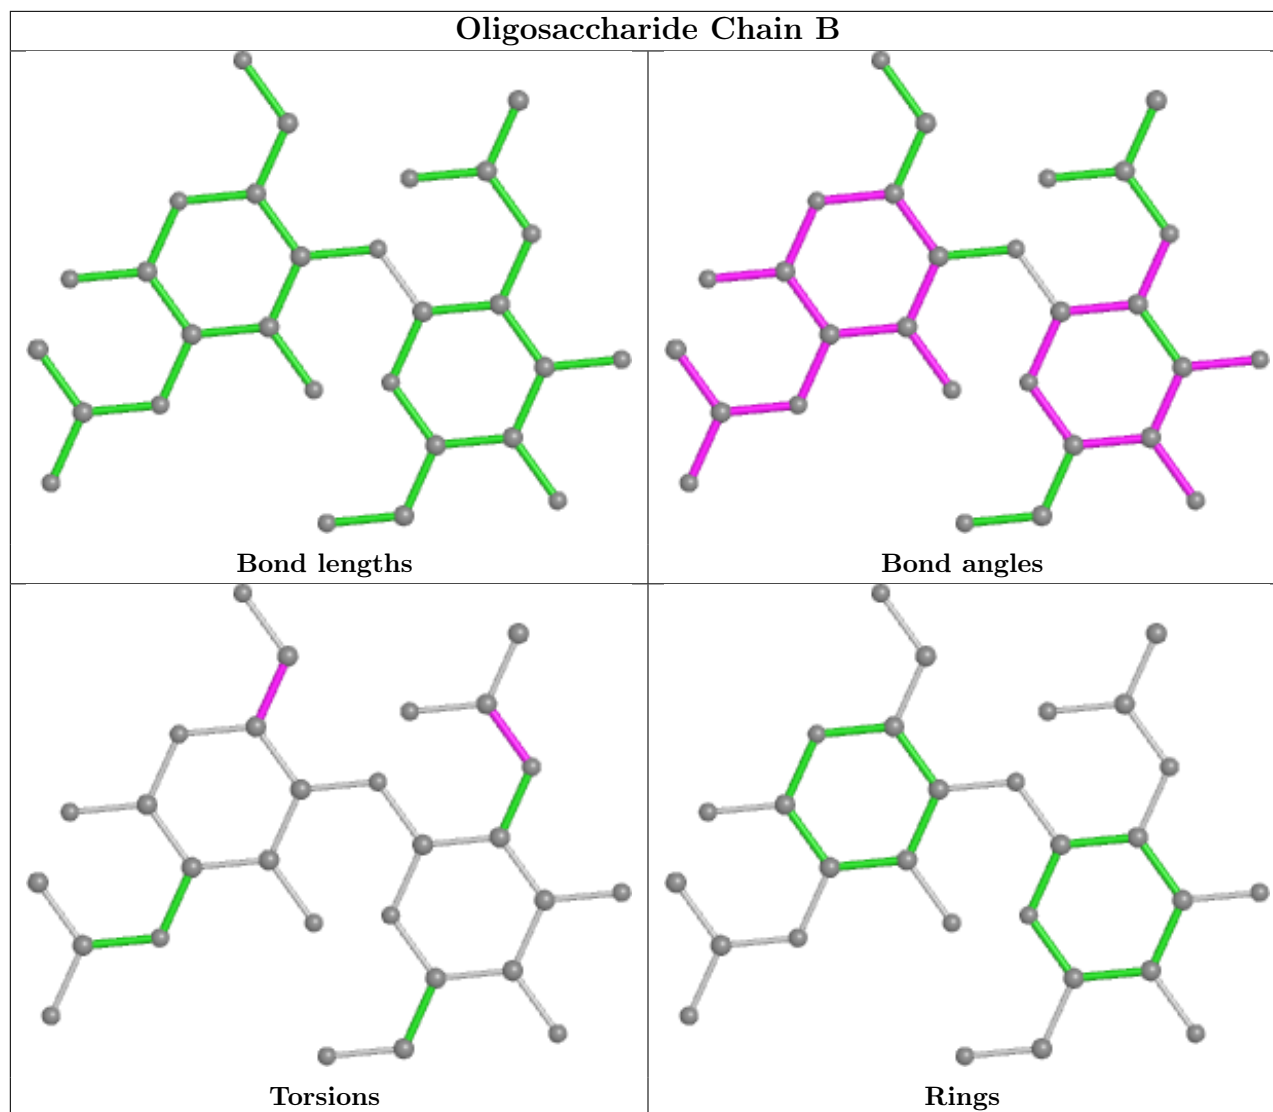 Oligosaccharide Chain B
Bond lengths
Bond angles
Torsions
Rings